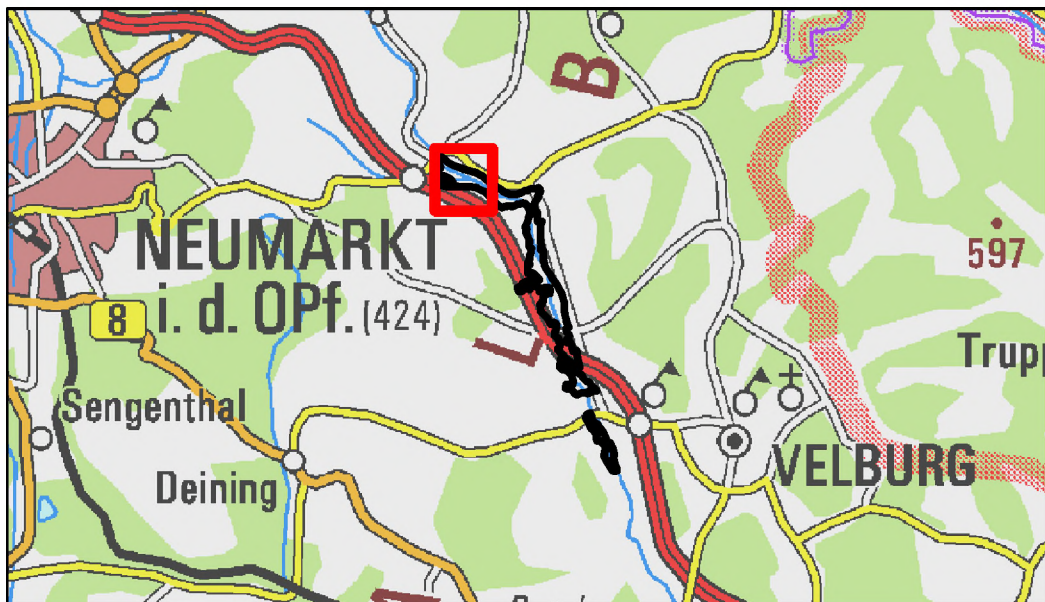 B
597
NEUMARKT
8 i. d. OPf. (424)
L
Trupp
Sengenthal
VELBURG
Deining